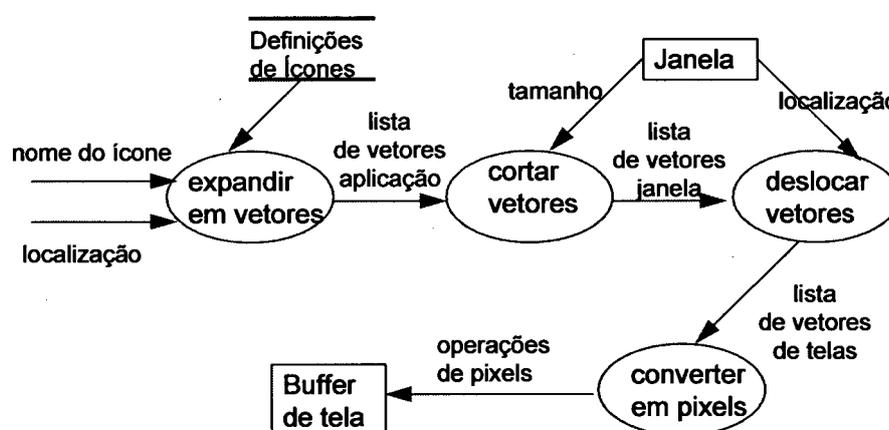 Definições
de Ícones
Janela
tamanho
localização
nome do ícone
lista
de vetores
aplicação
lista
de vetores
janela
expandir
em vetores
cortar
vetores
deslocar
vetores
localização
lista
de vetores
de telas
operações
de pixels
Buffer
de tela
converter
em pixels